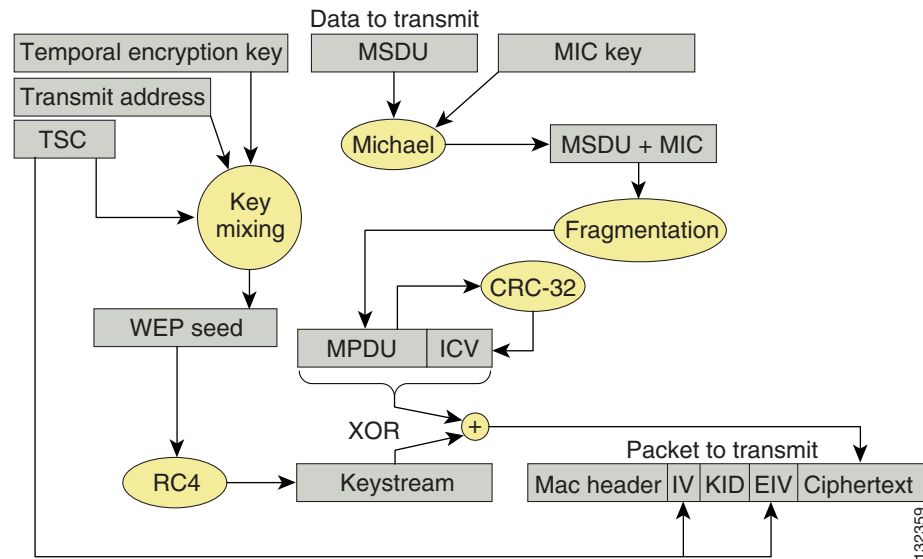 Data to transmit
Temporal encryption key
MSDU
MIC key
Transmit address
TSC
Michael
MSDU + MIC
Key
mixing
Fragmentation
CRC-32
WEP seed
MPDU
ICV
XOR
+
Packet to transmit
RC4
Keystream
Mac header
IV
KID
EIV
Ciphertext
132359